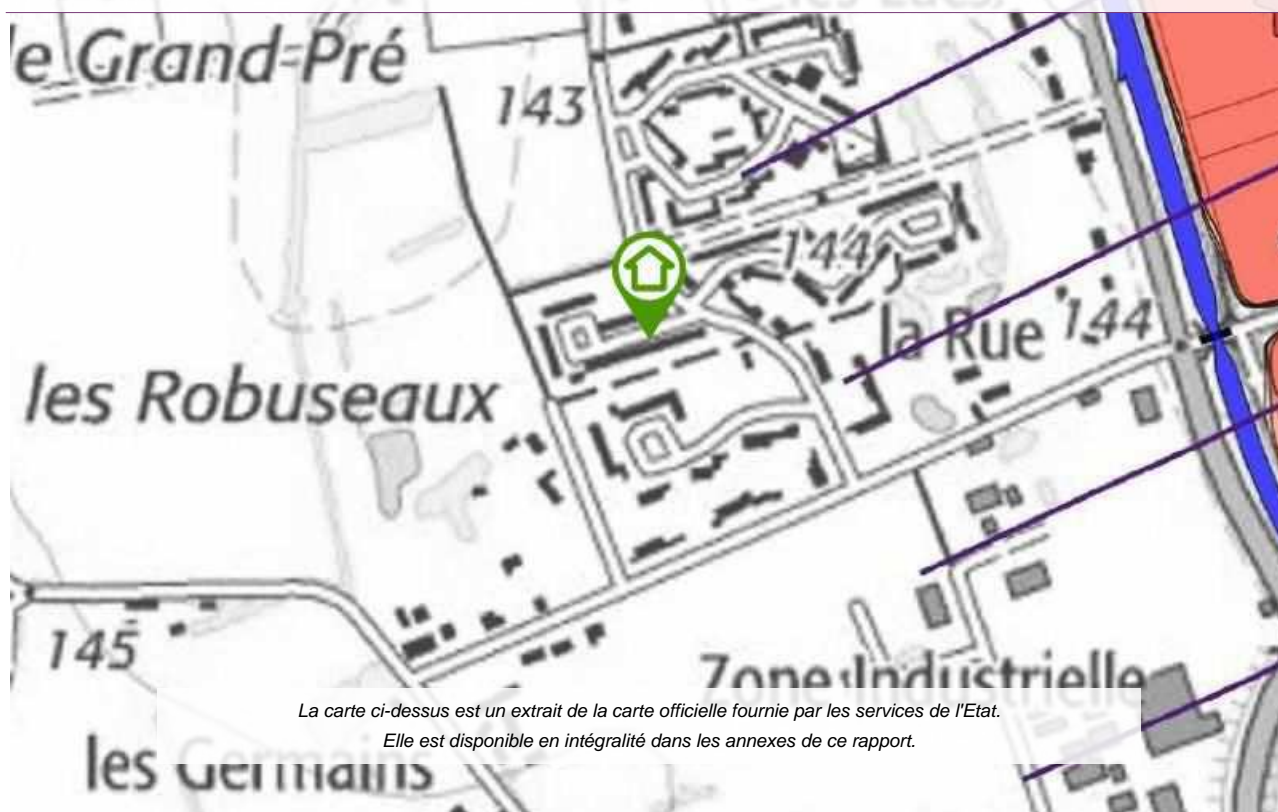 e Grand-Pré
143
144
la Rue
144
les Robuseaux
145
Zone Industrielle
La carte ci-dessus est un extrait de la carte officielle fournie par les services de l'Etat.
Elle est disponible en intégralité dans les annexes de ce rapport.
les Germains